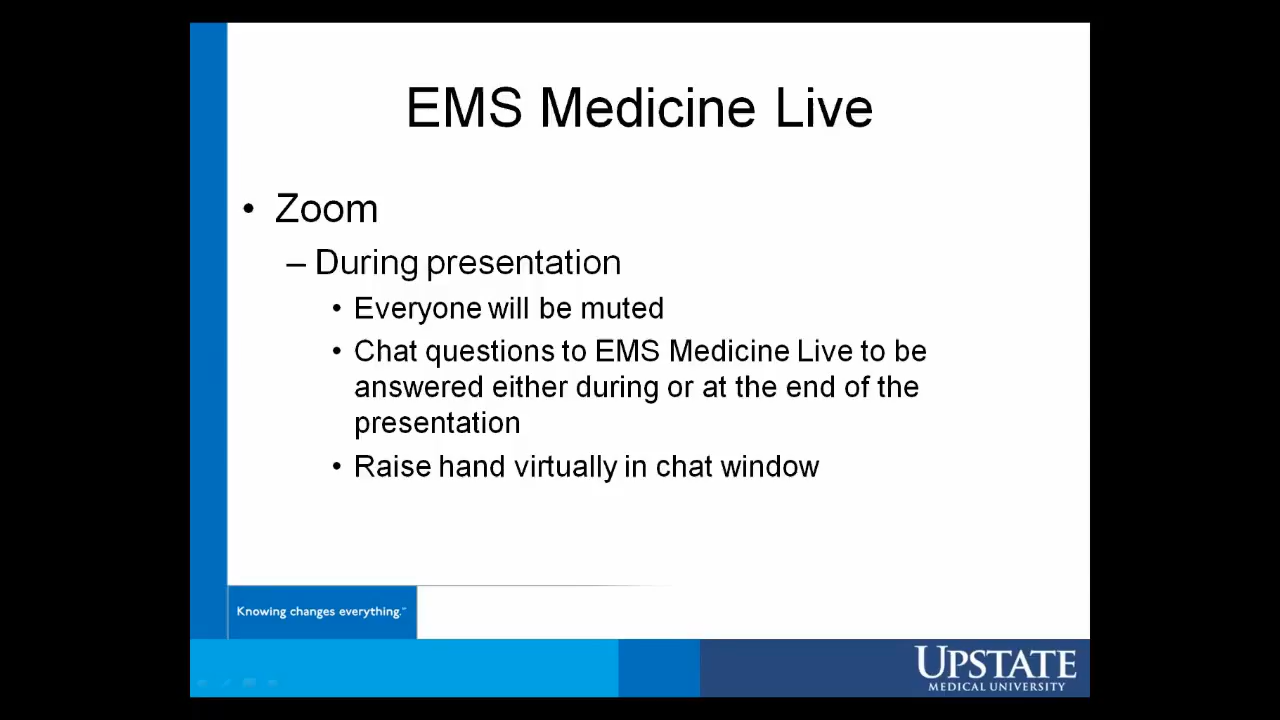 EMS Medicine Live
• Zoom
– During presentation
• Everyone will be muted
• Chat questions to EMS Medicine Live to be
answered either during or at the end of the
presentation
• Raise hand virtually in chat window
Knowing changes everything.™
UPSTATE
MEDICAL UNIVERSITY